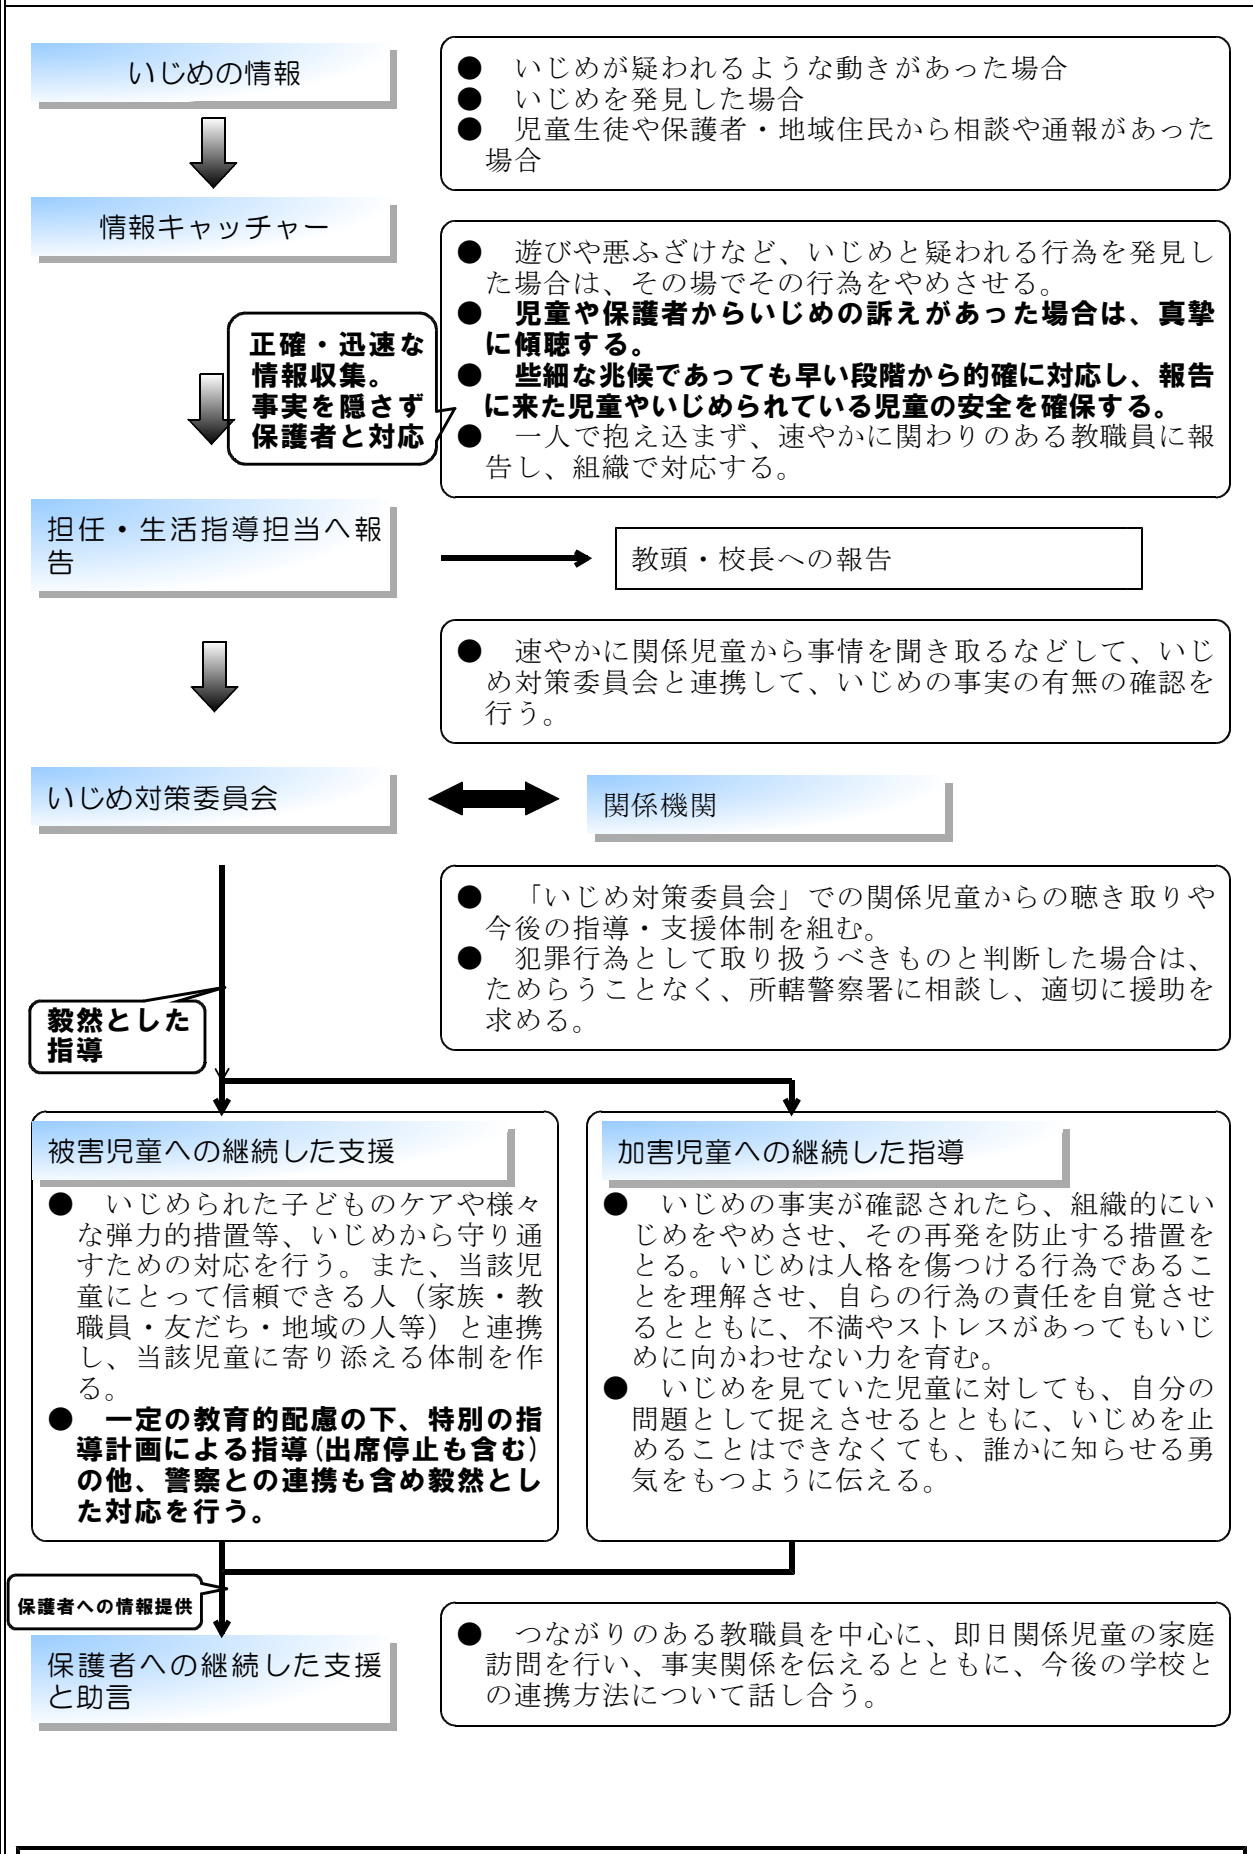 いじめの情報
●　いじめが疑われるような動きがあった場合
●　いじめを発見した場合
●　児童生徒や保護者・地域住民から相談や通報があった
場合
情報キャッチャー
●　遊びや悪ふざけなど、いじめと疑われる行為を発見し
た場合は、その場でその行為をやめさせる。
●　児童や保護者からいじめの訴えがあった場合は、真摯
に傾聴する。
●　些細な兆候であっても早い段階から的確に対応し、報告
に来た児童やいじめられている児童の安全を確保する。
●　一人で抱え込まず、速やかに関わりのある教職員に報
告し、組織で対応する。
正確・迅速な
情報収集。
事実を隠さず
保護者と対応
担任・生活指導担当へ報
告
教頭・校長への報告
●　速やかに関係児童から事情を聞き取るなどして、いじ
め対策委員会と連携して、いじめの事実の有無の確認を
行う。
いじめ対策委員会
関係機関
●　「いじめ対策委員会」での関係児童からの聴き取りや
今後の指導・支援体制を組む。
●　犯罪行為として取り扱うべきものと判断した場合は、
ためらうことなく、所轄警察署に相談し、適切に援助を
求める。
毅然とした
指導
被害児童への継続した支援
●　いじめられた子どものケアや様々
な弾力的措置等、いじめから守り通
すための対応を行う。また、当該児
童にとって信頼できる人（家族・教
職員・友だち・地域の人等）と連携
し、当該児童に寄り添える体制を作
る。
●　一定の教育的配慮の下、特別の指
導計画による指導(出席停止も含む)
の他、警察との連携も含め毅然とし
た対応を行う。
加害児童への継続した指導
●　いじめの事実が確認されたら、組織的にい
じめをやめさせ、その再発を防止する措置を
とる。いじめは人格を傷つける行為であるこ
とを理解させ、自らの行為の責任を自覚させ
るとともに、不満やストレスがあってもいじ
めに向かわせない力を育む。
●　いじめを見ていた児童に対しても、自分の
問題として捉えさせるとともに、いじめを止
めることはできなくても、誰かに知らせる勇
気をもつように伝える。
保護者への情報提供
保護者への継続した支援
と助言
●　つながりのある教職員を中心に、即日関係児童の家庭
訪問を行い、事実関係を伝えるとともに、今後の学校と
の連携方法について話し合う。